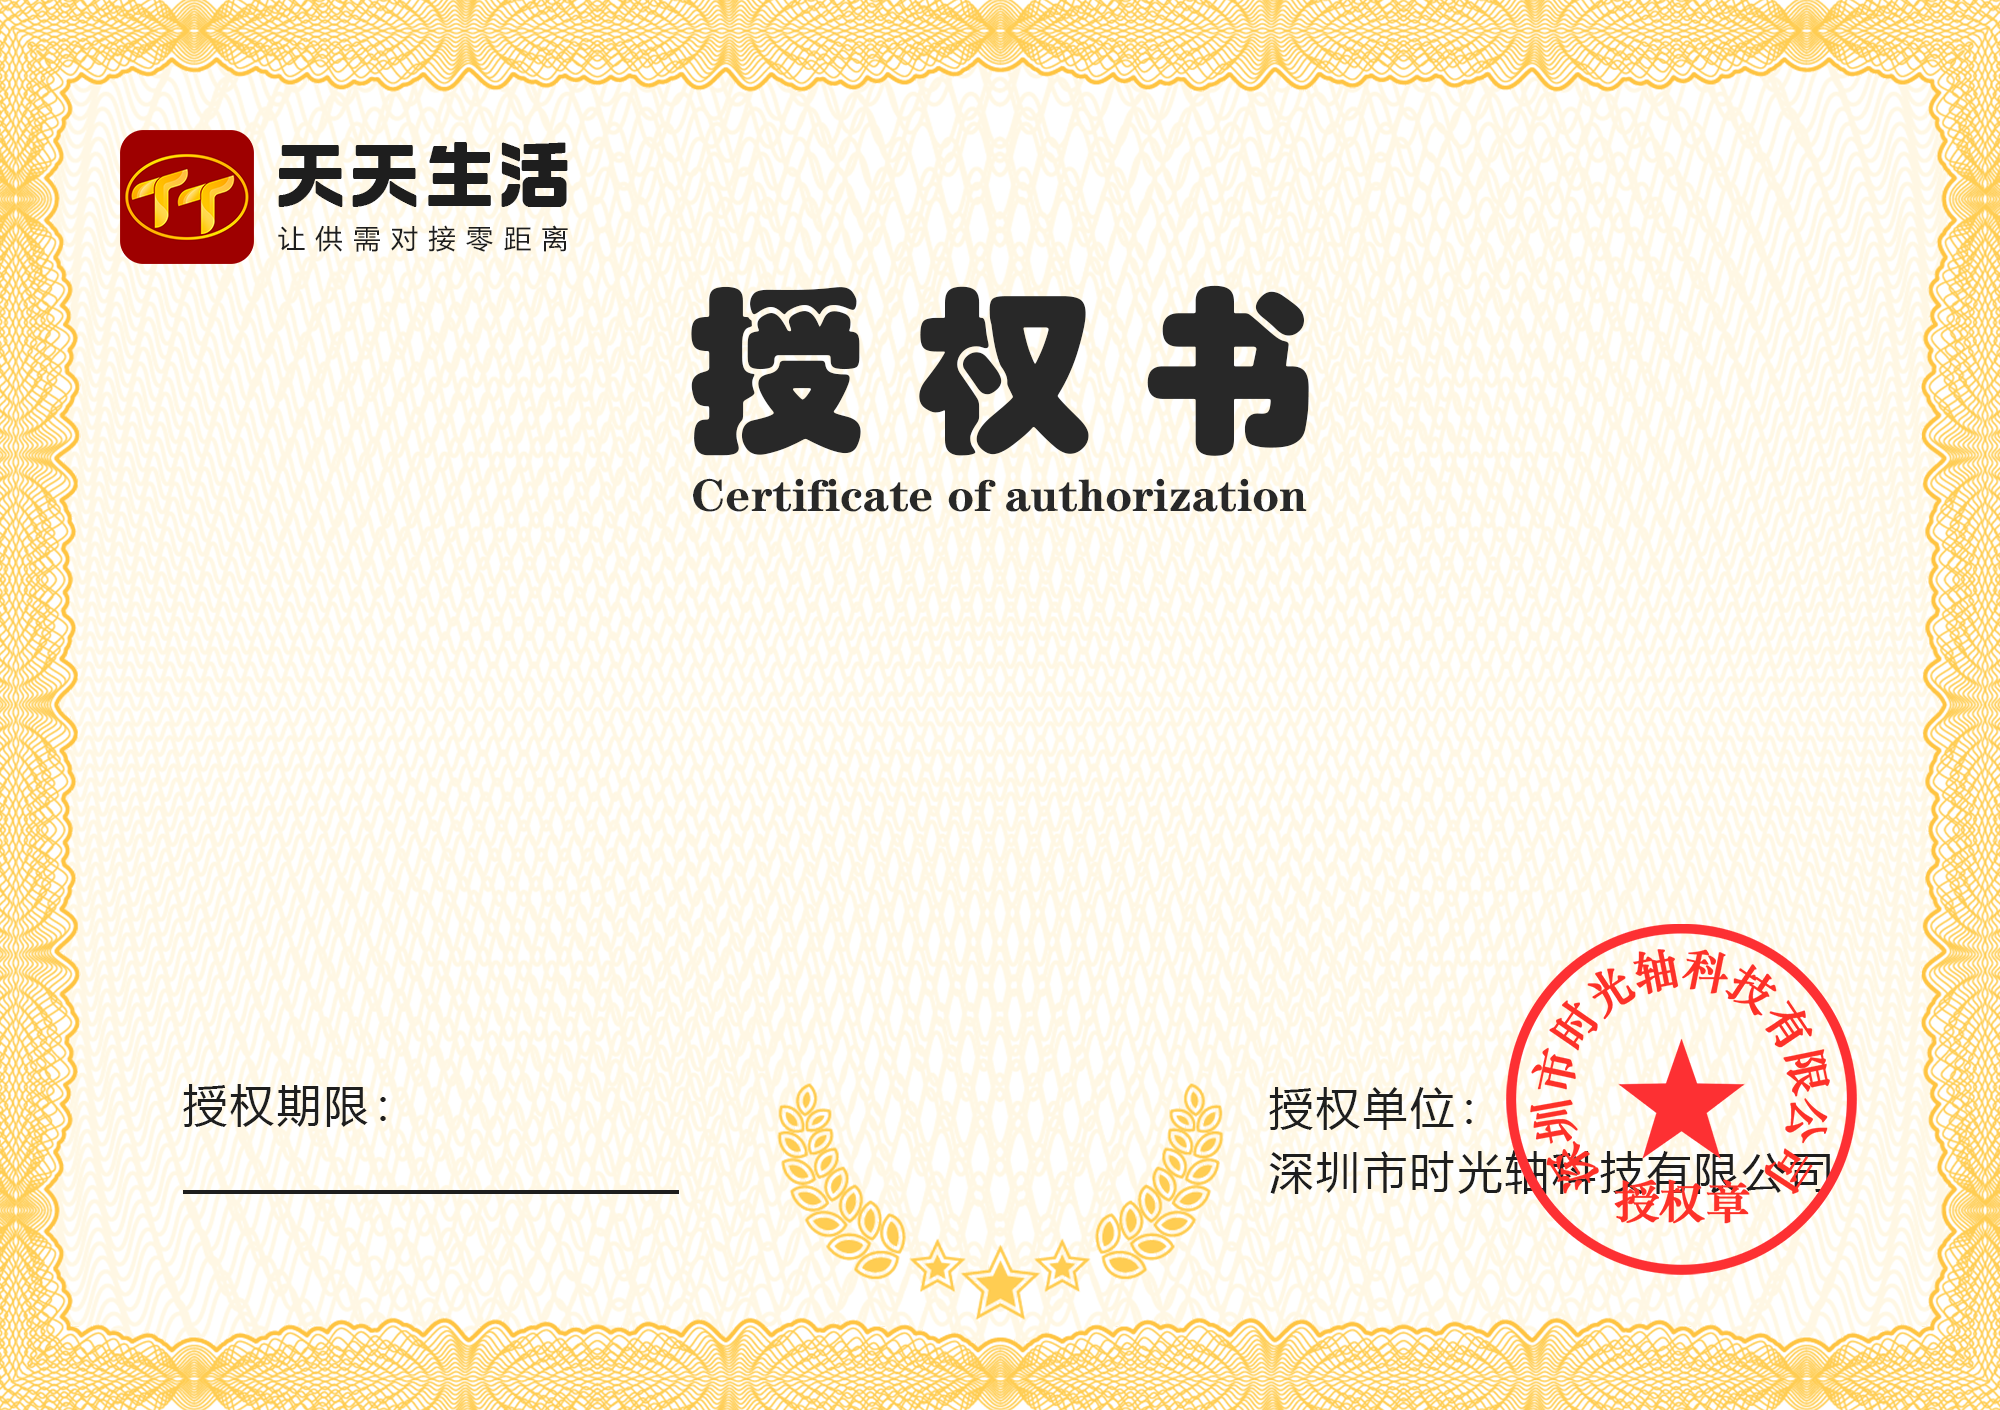 TT
天天生活
让供需对接零距离
授权书
Certificate of authorization
授权期限：
授权单位：
深圳市时光轴科技有限公司
深圳市时光轴科技有限公司
授权章